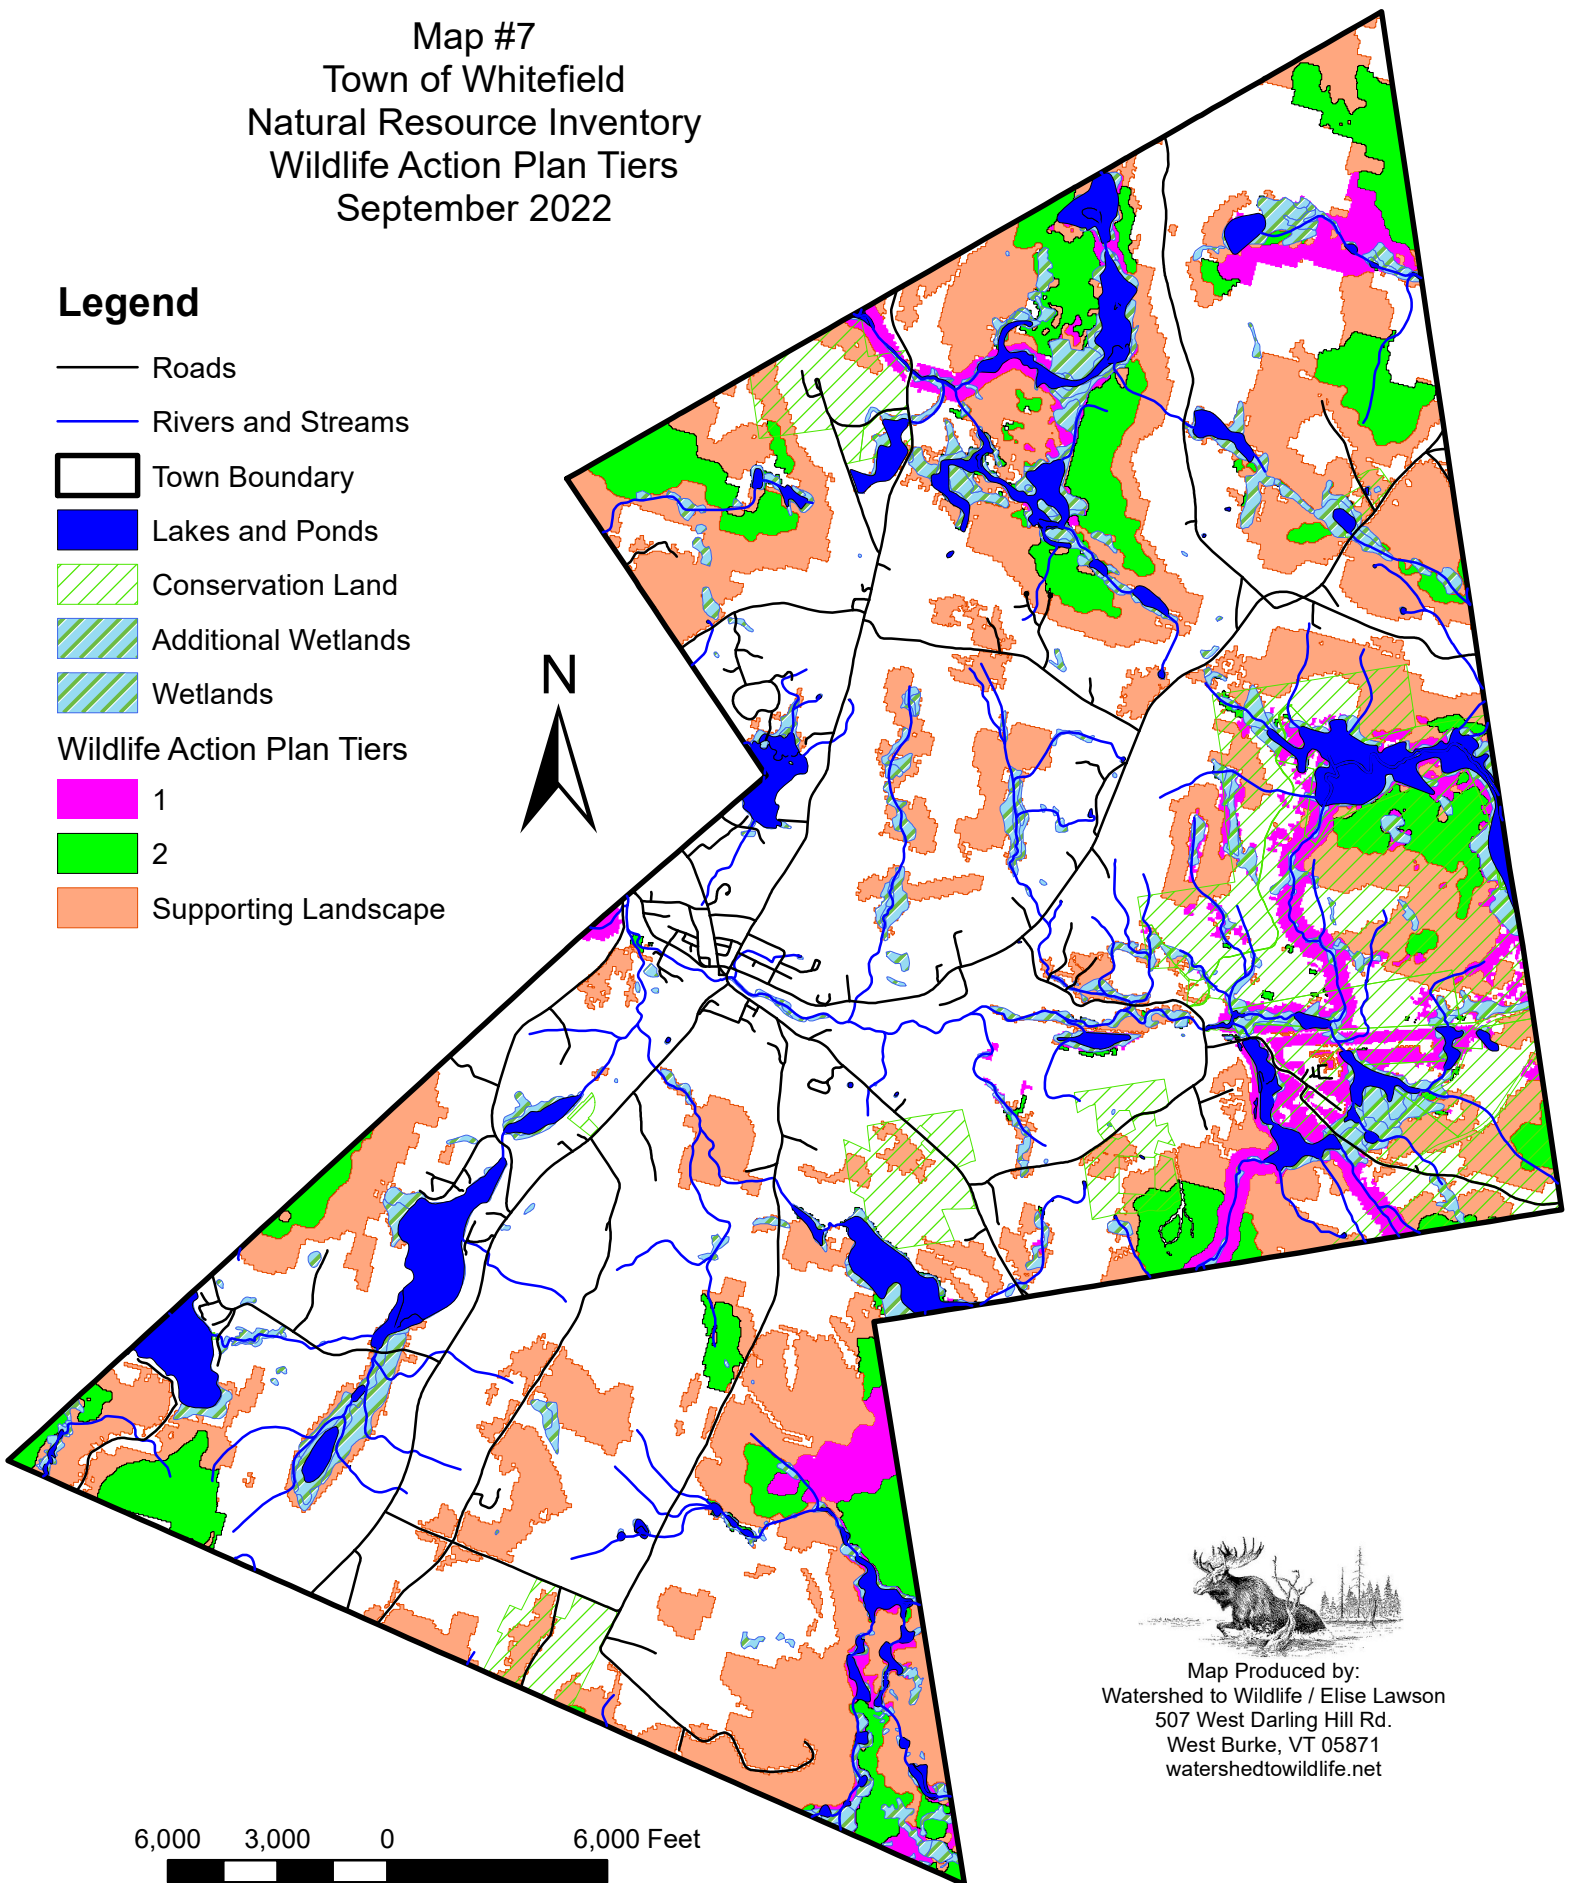 Map #7
Town of Whitefield
Natural Resource Inventory
Wildlife Action Plan Tiers
September 2022
Legend
Roads
Rivers and Streams
Town Boundary
Lakes and Ponds
Conservation Land
Additional Wetlands
Wetlands
Wildlife Action Plan Tiers
1
2
Supporting Landscape
N
Map Produced by:
Watershed to Wildlife / Elise Lawson
507 West Darling Hill Rd.
West Burke, VT 05871
watershedtowildlife.net
6,000 3,000 0 6,000 Feet